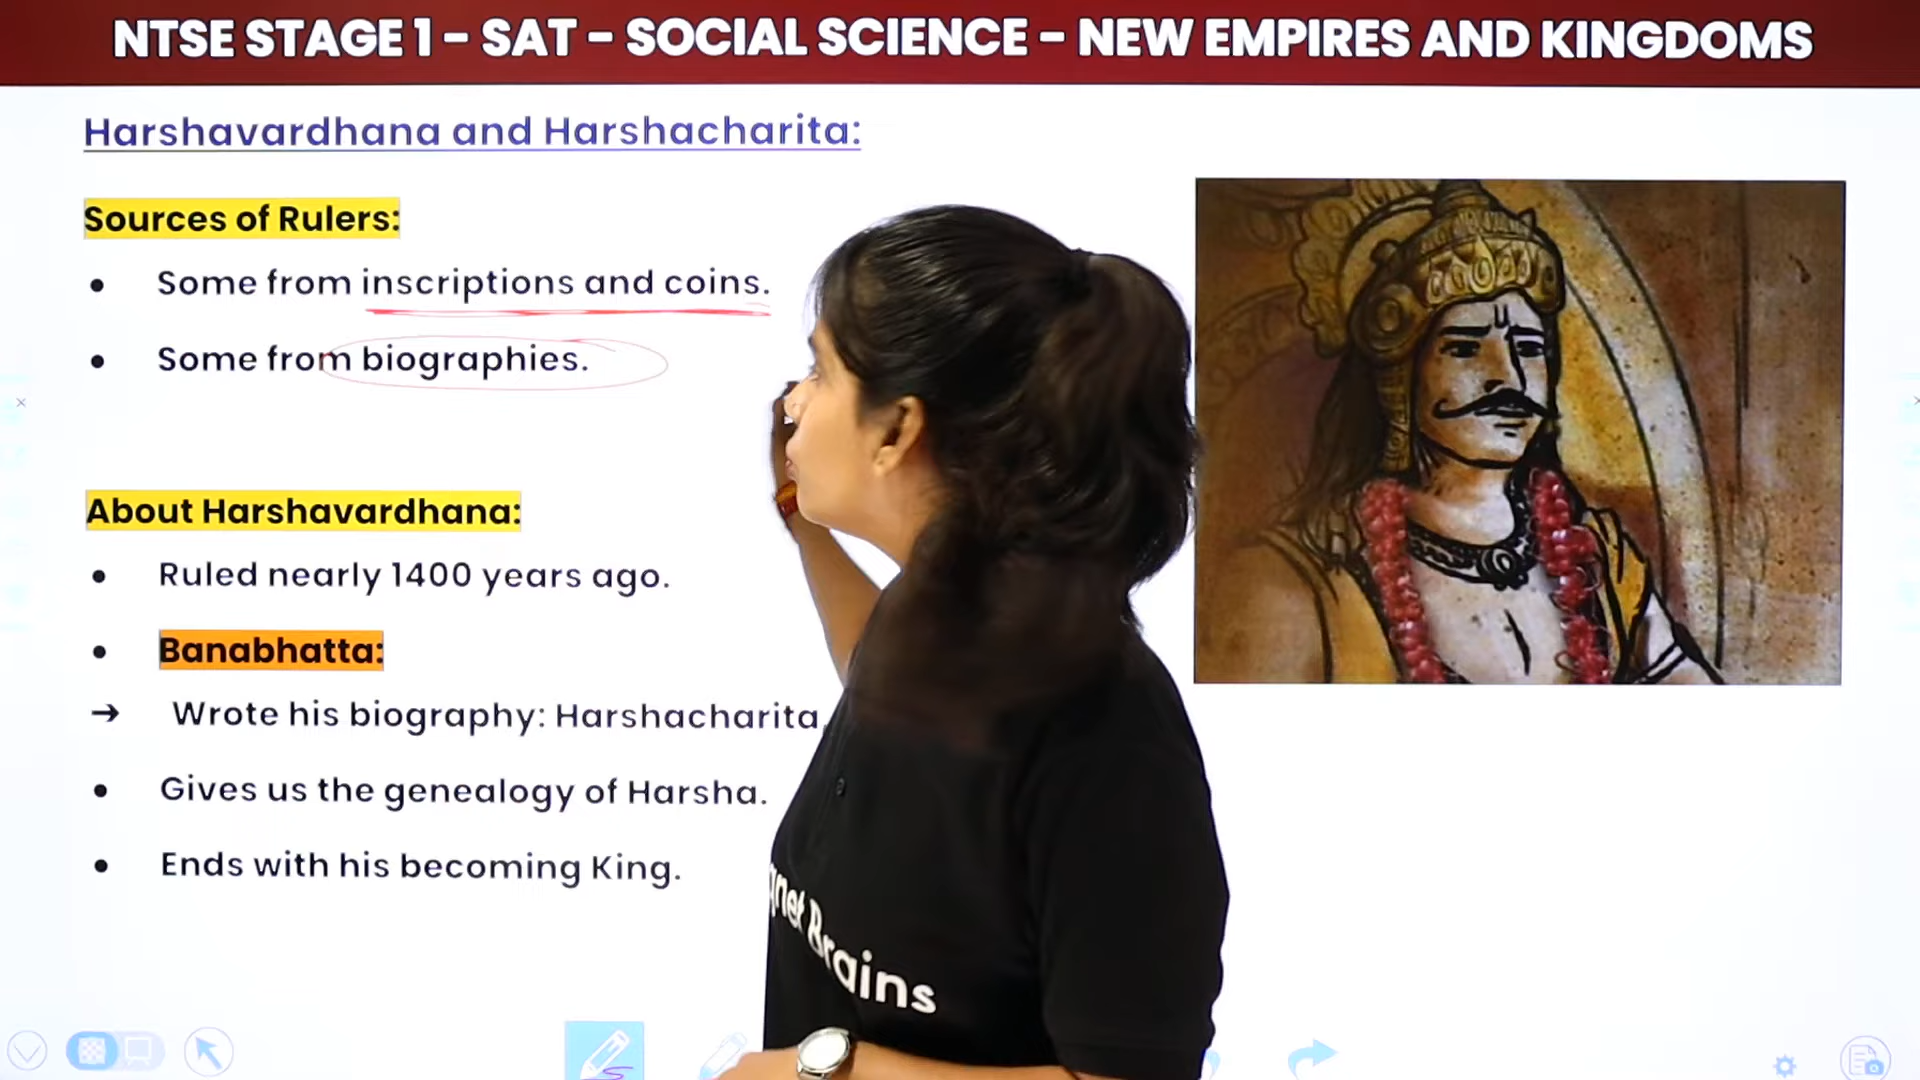 NTSE STAGE 1 – SAT – SOCIAL SCIENCE – NEW EMPIRES AND KINGDOMS
Harshavardhana and Harshacharita:
Sources of Rulers:
● Some from inscriptions and coins.
● Some from biographies.
About Harshavardhana:
● Ruled nearly 1400 years ago.
● Banabhatta:
→ Wrote his biography: Harshacharita.
● Gives us the genealogy of Harsha.
● Ends with his becoming King.
Brains